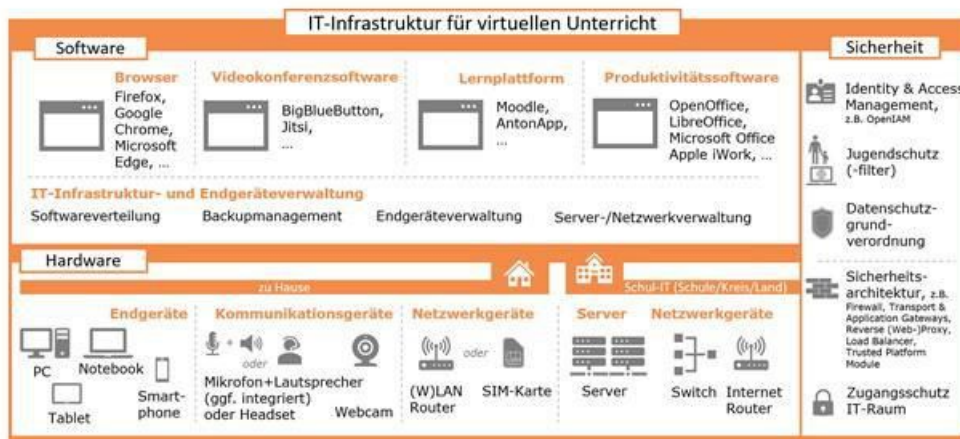 IT-Infrastruktur für virtuellen Unterricht
Software
Browser
Firefox,
Google
Chrome,
Microsoft
Edge, ...
Videokonferenzsoftware
BigBlueButton,
Jitsi,
...
Lernplattform
Moodle,
AntonApp,
...
Produktivitätssoftware
OpenOffice,
LibreOffice,
Microsoft Office
Apple iWork, ...
IT-Infrastruktur- und Endgeräteverwaltung
Softwareverteilung Backupmanagement Endgeräteverwaltung Server-/Netzwerkverwaltung
Hardware
zu Hause
Schul-IT (Schule/Kreis/Land)
Endgeräte
PC
Notebook
Tablet
Smart-
phone
Kommunikationsgeräte
+
oder
Mikrofon+Lautsprecher
(ggf. integriert)
oder Headset
Webcam
Netzwerkgeräte
oder
(W)LAN
Router
SIM-Karte
Server
Server
Netzwerkgeräte
Switch
Internet
Router
Sicherheit
Identity & Access
Management,
z.B. OpenIAM
Jugendschutz
(-filter)
Datenschutz-
grund-
verordnung
Sicherheits-
architektur, z.B.
Firewall, Transport &
Application Gateways,
Reverse (Web-)Proxy,
Load Balancer,
Trusted Platform
Module
Zugangsschutz
IT-Raum